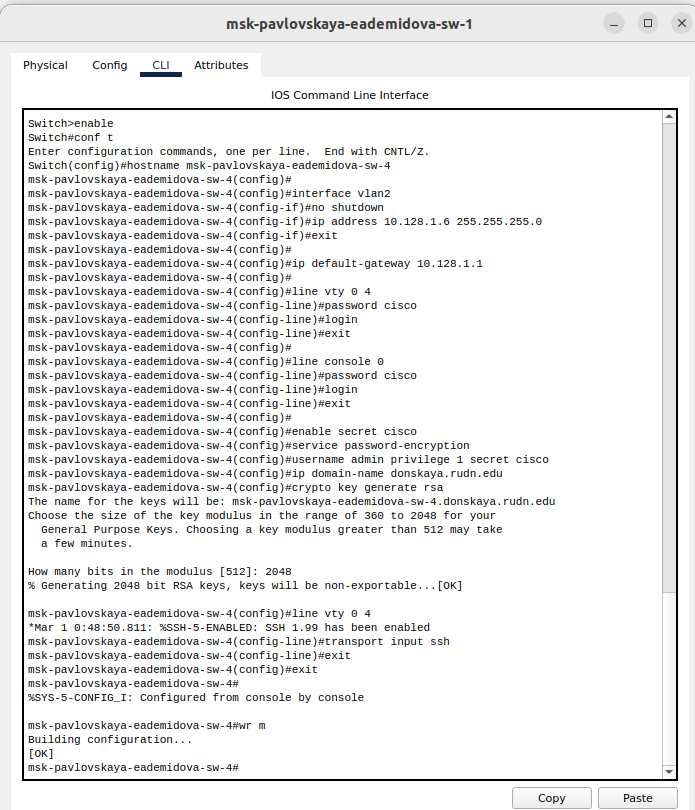 msk-pavlovskaya-eademidova-sw-1
Physical Config CLI Attributes
IOS Command Line Interface
Switch>enable
Switch#conf t
Enter configuration commands, one per line.  End with CNTL/Z.
Switch(config)#hostname msk-pavlovskaya-eademidova-sw-4
msk-pavlovskaya-eademidova-sw-4(config)#
msk-pavlovskaya-eademidova-sw-4(config)#interface vlan2
msk-pavlovskaya-eademidova-sw-4(config-if)#no shutdown
msk-pavlovskaya-eademidova-sw-4(config-if)#ip address 10.128.1.6 255.255.255.0
msk-pavlovskaya-eademidova-sw-4(config-if)#exit
msk-pavlovskaya-eademidova-sw-4(config)#
msk-pavlovskaya-eademidova-sw-4(config)#ip default-gateway 10.128.1.1
msk-pavlovskaya-eademidova-sw-4(config)#
msk-pavlovskaya-eademidova-sw-4(config)#line vty 0 4
msk-pavlovskaya-eademidova-sw-4(config-line)#password cisco
msk-pavlovskaya-eademidova-sw-4(config-line)#login
msk-pavlovskaya-eademidova-sw-4(config-line)#exit
msk-pavlovskaya-eademidova-sw-4(config)#
msk-pavlovskaya-eademidova-sw-4(config)#line console 0
msk-pavlovskaya-eademidova-sw-4(config-line)#password cisco
msk-pavlovskaya-eademidova-sw-4(config-line)#login
msk-pavlovskaya-eademidova-sw-4(config-line)#exit
msk-pavlovskaya-eademidova-sw-4(config)#
msk-pavlovskaya-eademidova-sw-4(config)#enable secret cisco
msk-pavlovskaya-eademidova-sw-4(config)#service password-encryption
msk-pavlovskaya-eademidova-sw-4(config)#username admin privilege 1 secret cisco
msk-pavlovskaya-eademidova-sw-4(config)#ip domain-name donskaya.rudn.edu
msk-pavlovskaya-eademidova-sw-4(config)#crypto key generate rsa
The name for the keys will be: msk-pavlovskaya-eademidova-sw-4.donskaya.rudn.edu
Choose the size of the key modulus in the range of 360 to 2048 for your
General Purpose Keys. Choosing a key modulus greater than 512 may take
a few minutes.
How many bits in the modulus [512]: 2048
% Generating 2048 bit RSA keys, keys will be non-exportable...[OK]
msk-pavlovskaya-eademidova-sw-4(config)#line vty 0 4
*Mar 1 0:48:50.811: %SSH-5-ENABLED: SSH 1.99 has been enabled
msk-pavlovskaya-eademidova-sw-4(config-line)#transport input ssh
msk-pavlovskaya-eademidova-sw-4(config-line)#exit
msk-pavlovskaya-eademidova-sw-4(config)#exit
msk-pavlovskaya-eademidova-sw-4#
%SYS-5-CONFIG_I: Configured from console by console
msk-pavlovskaya-eademidova-sw-4#wr m
Building configuration...
[OK]
msk-pavlovskaya-eademidova-sw-4#
Copy Paste